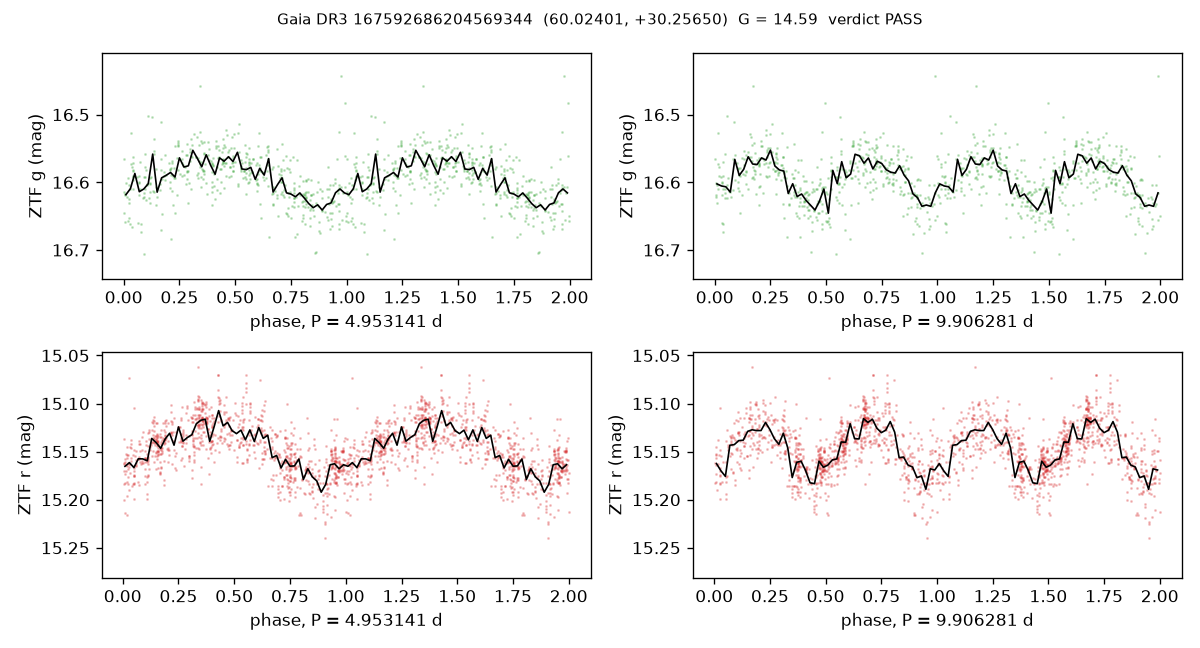 Gaia DR3 167592686204569344  (60.02401, +30.25650)  G = 14.59  verdict PASS
ZTF g (mag)
16.5
16.6
16.7
0.00 0.25 0.50 0.75 1.00 1.25 1.50 1.75 2.00
phase, P = 4.953141 d
ZTF g (mag)
16.5
16.6
16.7
0.00 0.25 0.50 0.75 1.00 1.25 1.50 1.75 2.00
phase, P = 9.906281 d
ZTF r (mag)
15.05
15.10
15.15
15.20
15.25
0.00 0.25 0.50 0.75 1.00 1.25 1.50 1.75 2.00
phase, P = 4.953141 d
ZTF r (mag)
15.05
15.10
15.15
15.20
15.25
0.00 0.25 0.50 0.75 1.00 1.25 1.50 1.75 2.00
phase, P = 9.906281 d